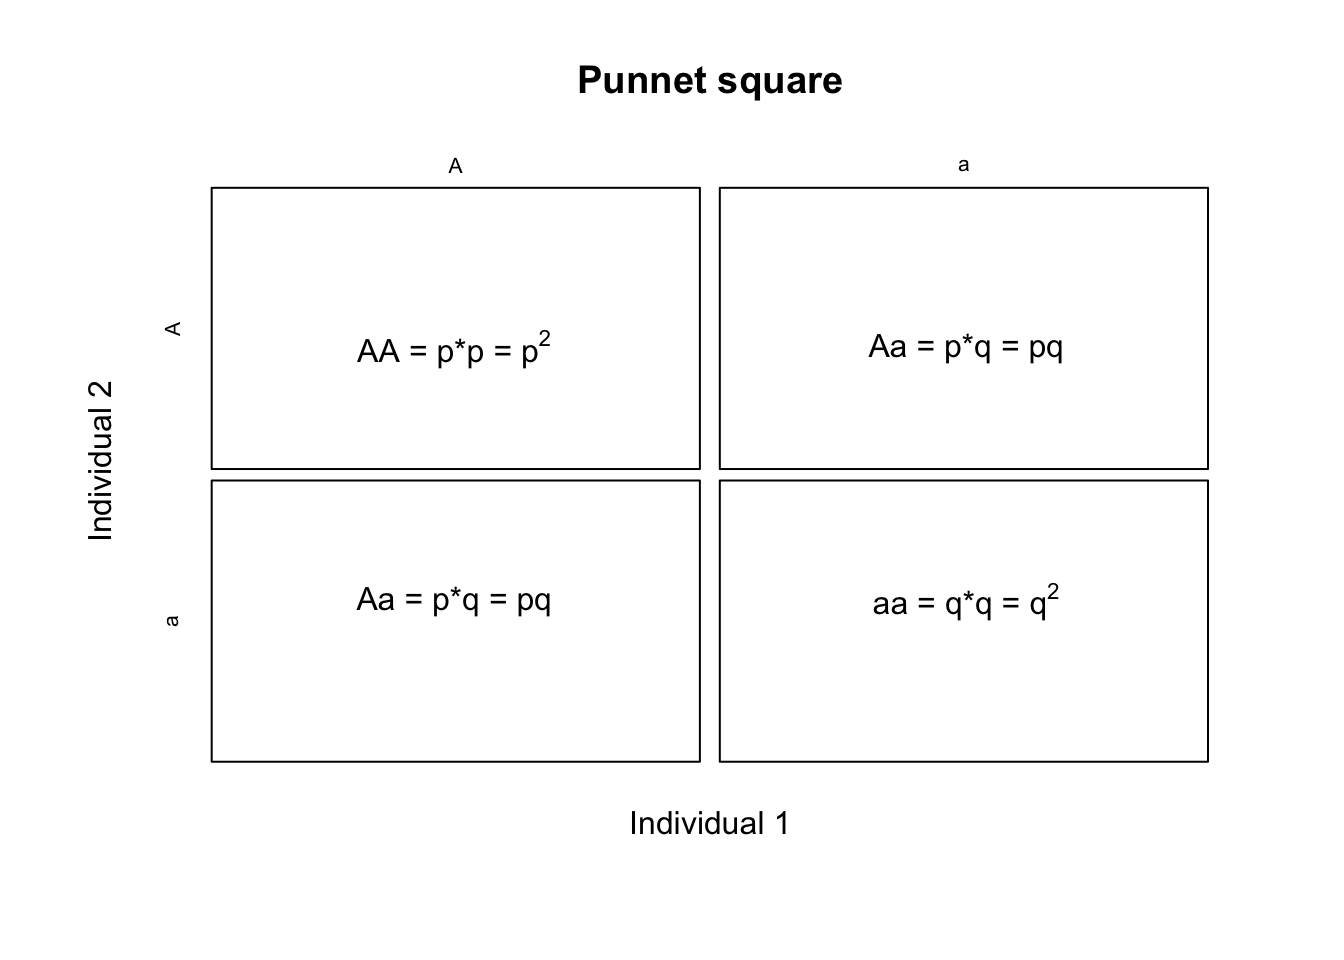 Punnet square
A
a
A
AA = p*p = p²
Aa = p*q = pq
Individual 2
a
Aa = p*q = pq
aa = q*q = q²
Individual 1